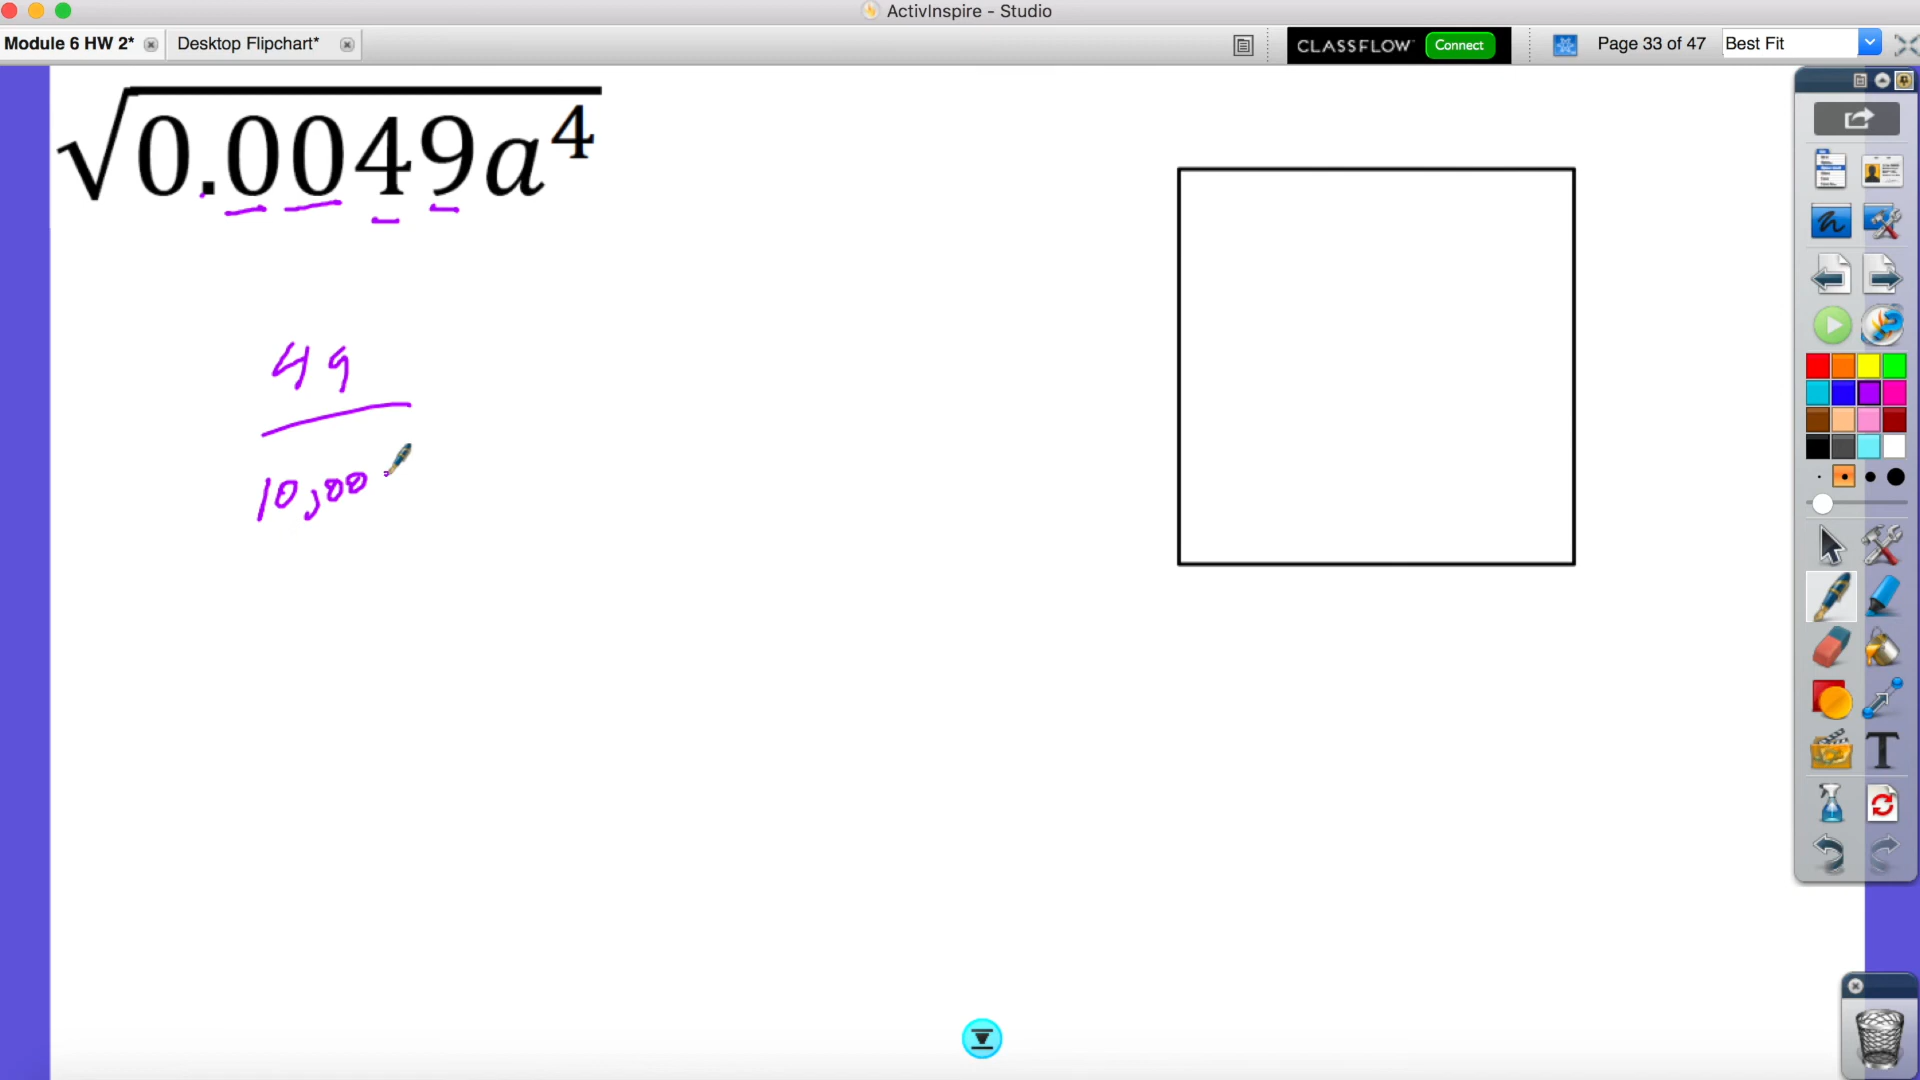 ActivInspire - Studio
Module 6 HW 2*
Desktop Flipchart*
CLASSFLOW Connect
Page 33 of 47
Best Fit
√0.0049a⁴
49
10,00
T